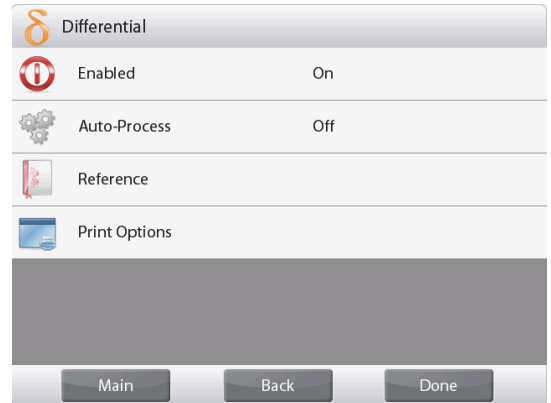 δ Differential
Enabled On
Auto-Process Off
Reference
Print Options
Main Back Done